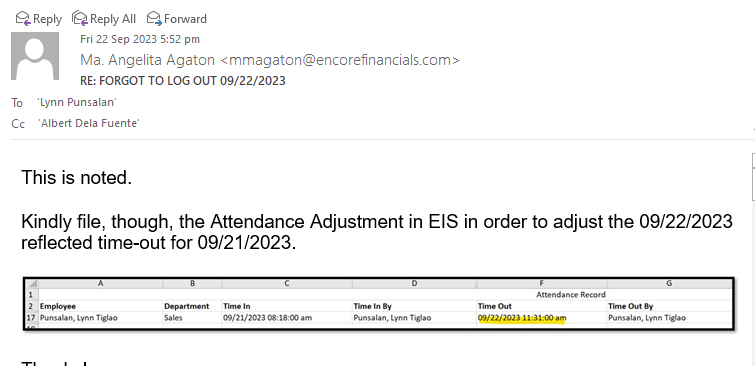 Reply Reply All Forward
Fri 22 Sep 2023 5:52 pm
Ma. Angelita Agaton <mmagaton@encorefinancials.com>
RE: FORGOT TO LOG OUT 09/22/2023
To 'Lynn Punsalan'
Cc 'Albert Dela Fuente'
This is noted.
Kindly file, though, the Attendance Adjustment in EIS in order to adjust the 09/22/2023
reflected time-out for 09/21/2023.
A B C D F G
1 Attendance Record
2 Employee Department Time In Time In By Time Out Time Out By
17 Punsalan, Lynn Tiglao Sales 09/21/2023 08:18:00 am Punsalan, Lynn Tiglao 09/22/2023 11:31:00 am Punsalan, Lynn Tiglao